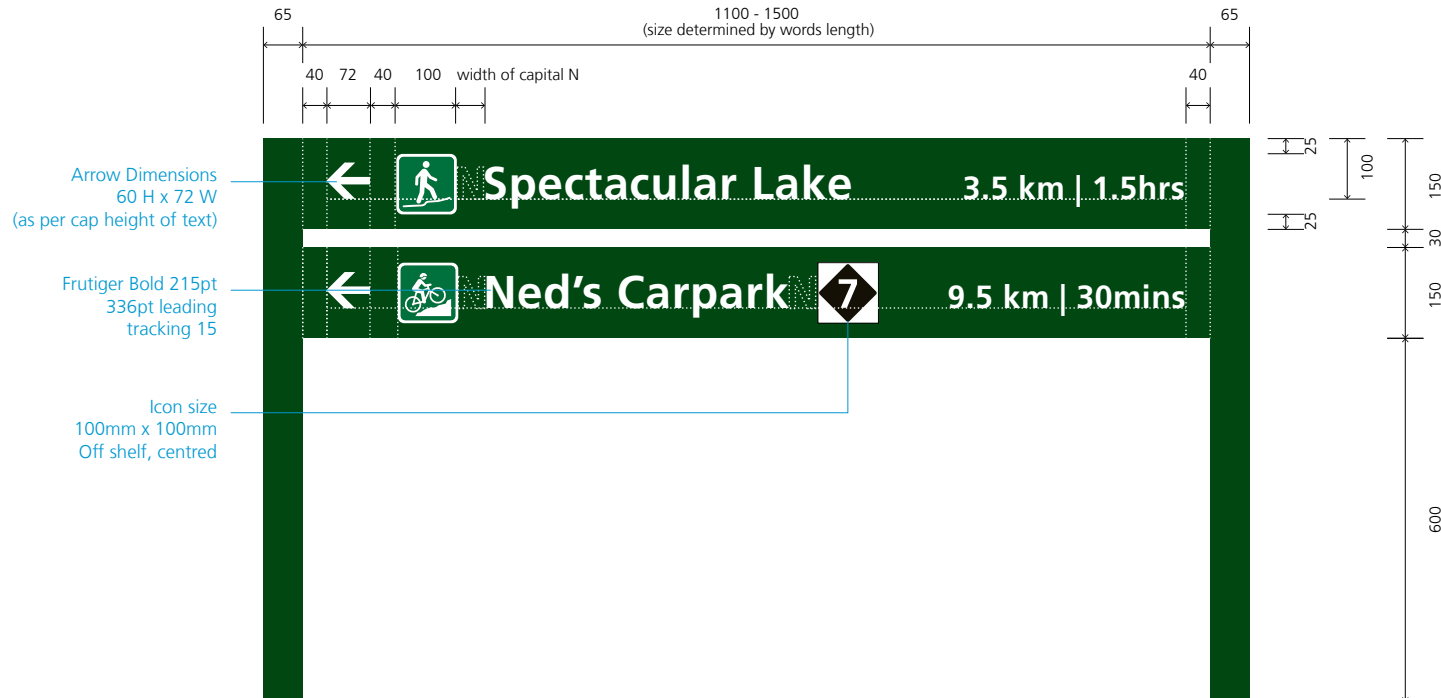 65
1100 - 1500
65
(size determined by words length)
40 72 40 100 width of capital N
40
Arrow Dimensions
60 H x 72 W
(as per cap height of text)
N Spectacular Lake 3.5 km | 1.5hrs
25
100
150
25
30
Frutiger Bold 215pt
336pt leading
tracking 15
N Ned's Carpark N 7 9.5 km | 30mins
150
Icon size
100mm x 100mm
Off shelf, centred
600